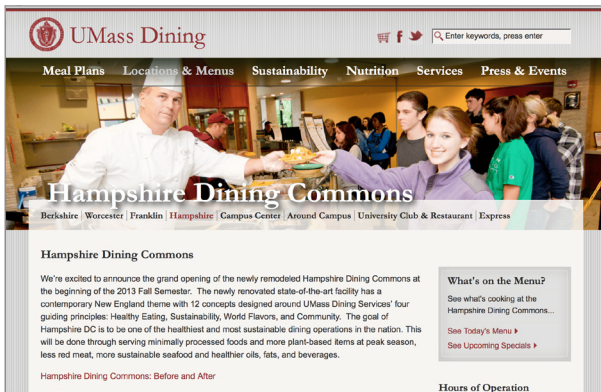 UMass Dining
Enter keywords, press enter
Meal Plans Locations & Menus Sustainability Nutrition Services Press & Events
Hampshire Dining Commons
Berkshire | Worcester | Franklin | Hampshire | Campus Center | Around Campus | University Club & Restaurant | Express
Hampshire Dining Commons
We're excited to announce the grand opening of the newly remodeled Hampshire Dining Commons at
the beginning of the 2013 Fall Semester. The newly renovated state-of-the-art facility has a
contemporary New England theme with 12 concepts designed around UMass Dining Services' four
guiding principles: Healthy Eating, Sustainability, World Flavors, and Community. The goal of
Hampshire DC is to be one of the healthiest and most sustainable dining operations in the nation. This
will be done through serving minimally processed foods and more plant-based items at peak season,
less red meat, more sustainable seafood and healthier oils, fats, and beverages.
Hampshire Dining Commons: Before and After
What's on the Menu?
See what's cooking at the
Hampshire Dining Commons...
See Today's Menu
See Upcoming Specials
Hours of Operation